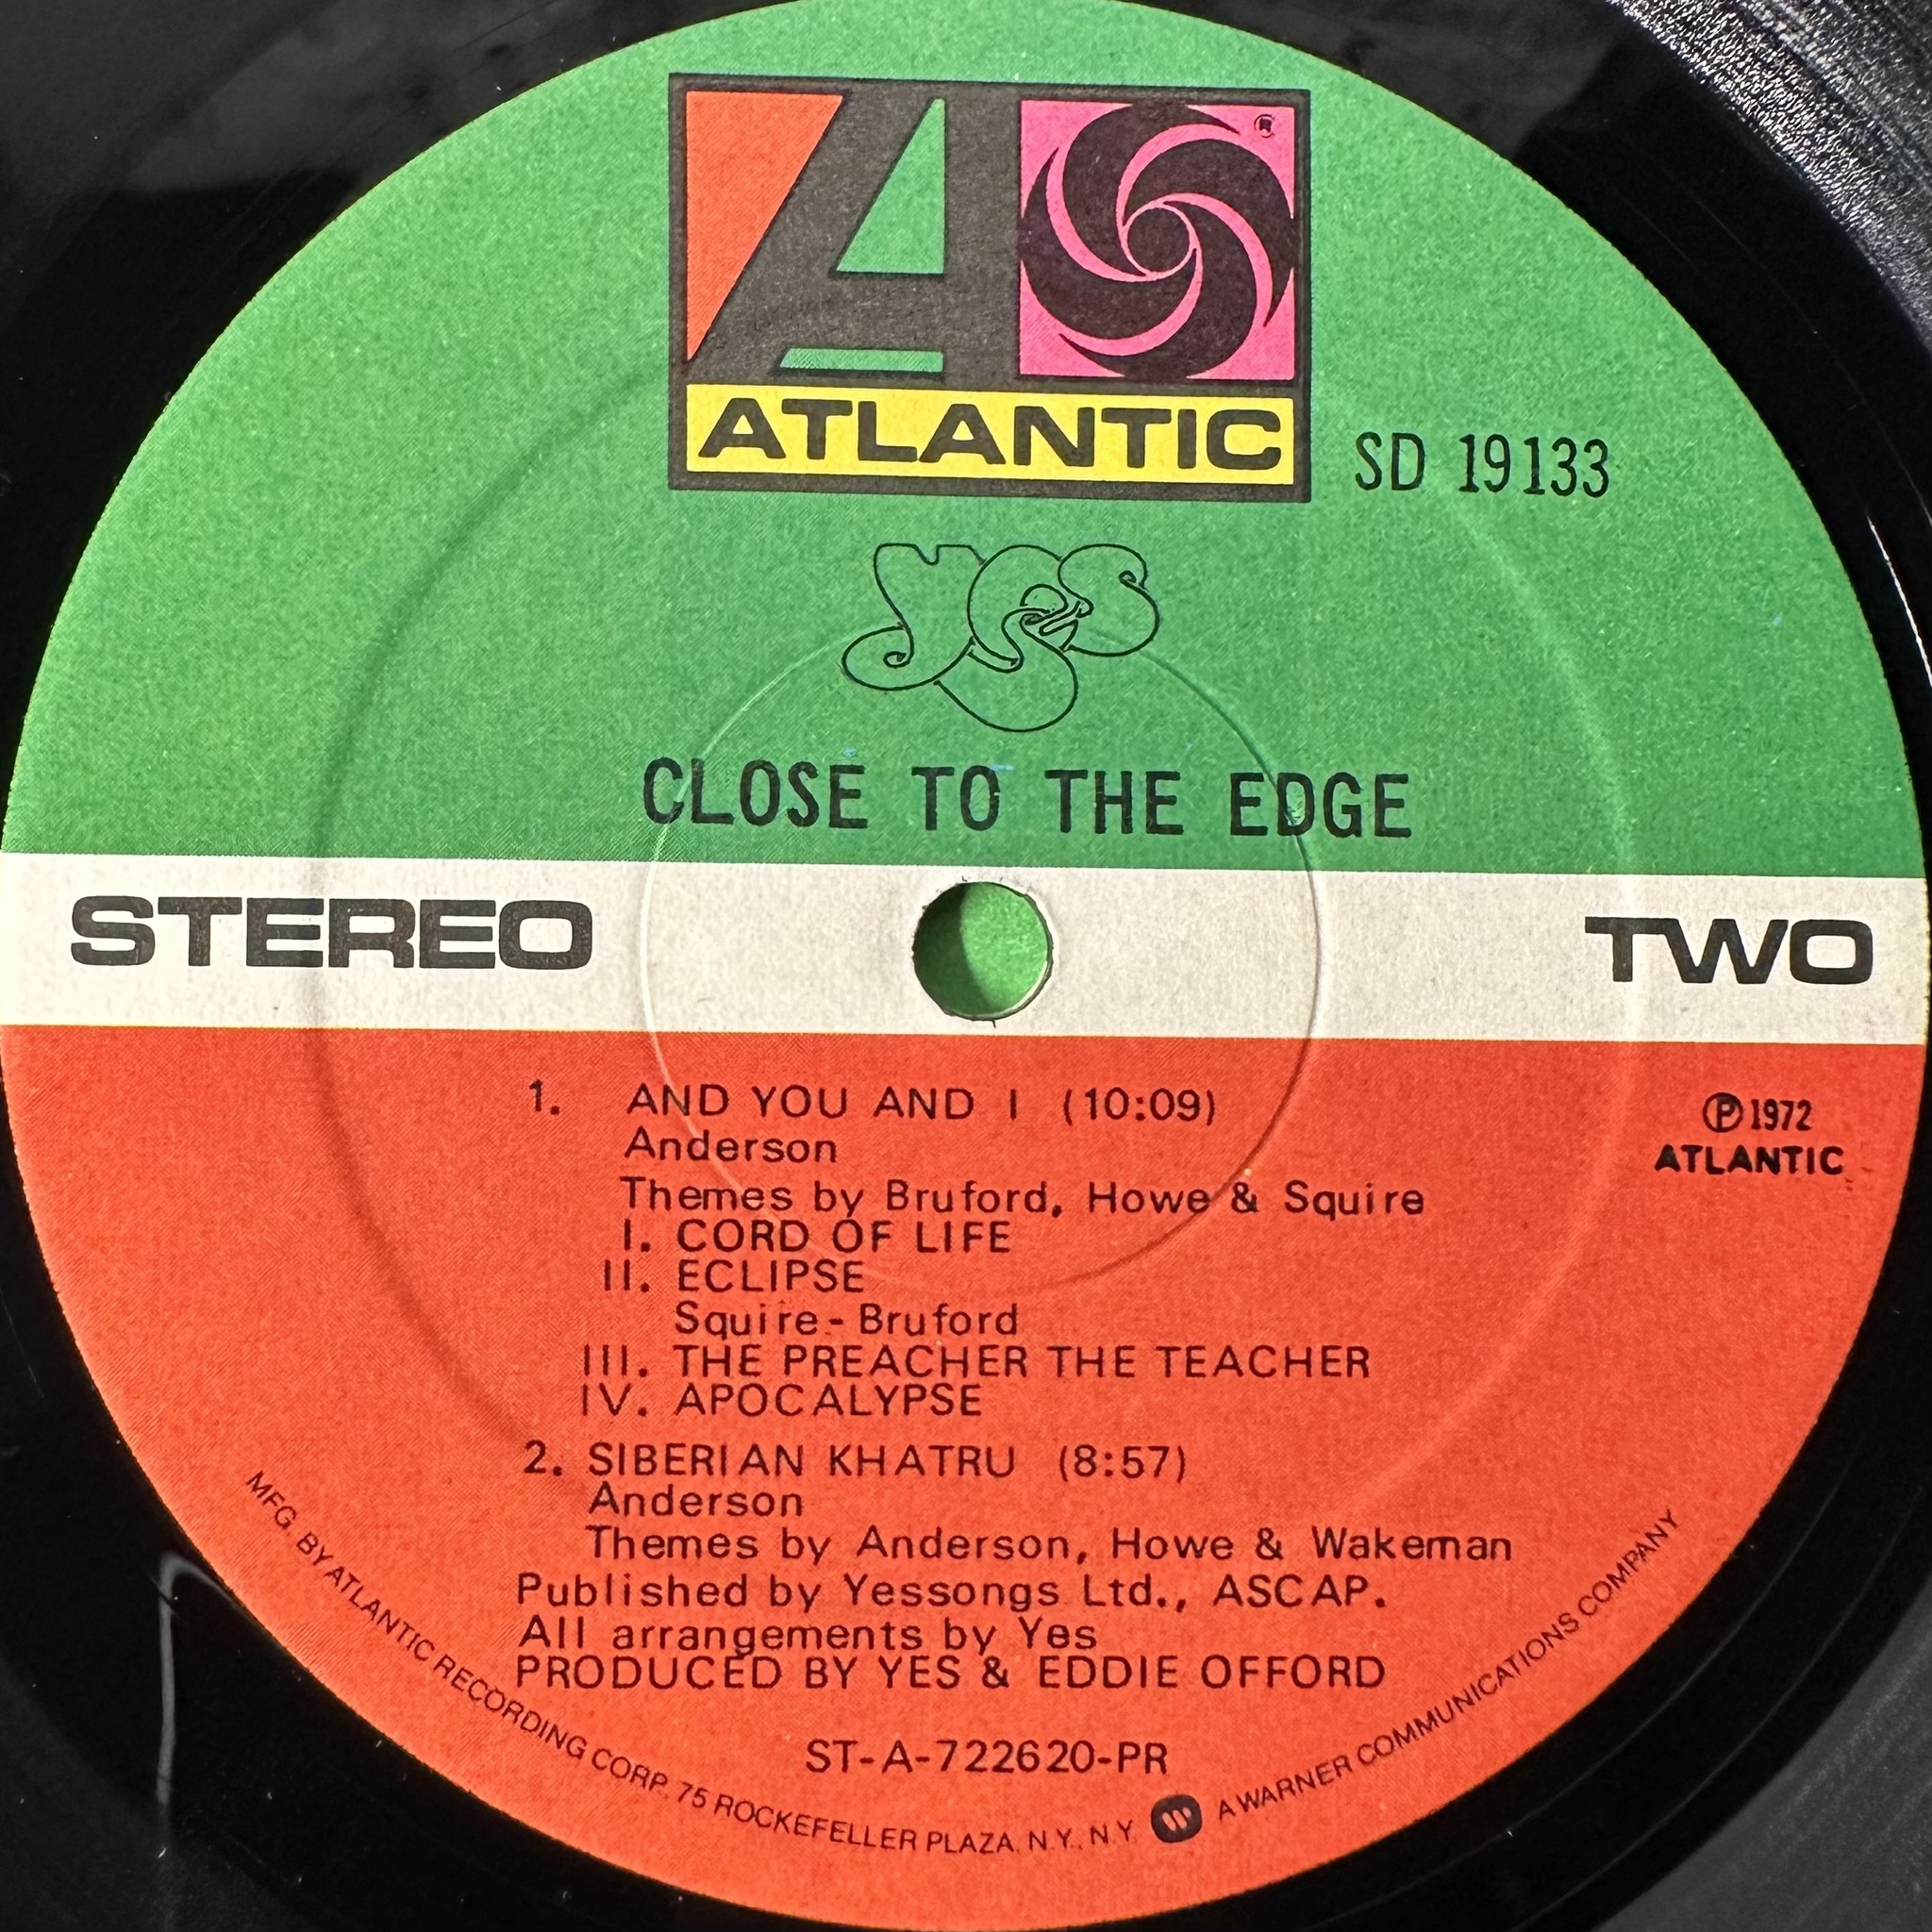 A
®
ATLANTIC
SD 19133
yes
CLOSE TO THE EDGE
STEREO
TWO
1. AND YOU AND I (10:09)
Anderson
Themes by Bruford, Howe & Squire
I. CORD OF LIFE
II. ECLIPSE
Squire-Bruford
III. THE PREACHER THE TEACHER
IV. APOCALYPSE
℗1972
ATLANTIC
2. SIBERIAN KHATRU (8:57)
Anderson
Themes by Anderson, Howe & Wakeman
Published by Yessongs Ltd., ASCAP.
All arrangements by Yes
PRODUCED BY YES & EDDIE OFFORD
ST-A-722620-PR
MFG. BY ATLANTIC RECORDING CORP. 75 ROCKEFELLER PLAZA. N.Y., N.Y. W A WARNER COMMUNICATIONS COMPANY